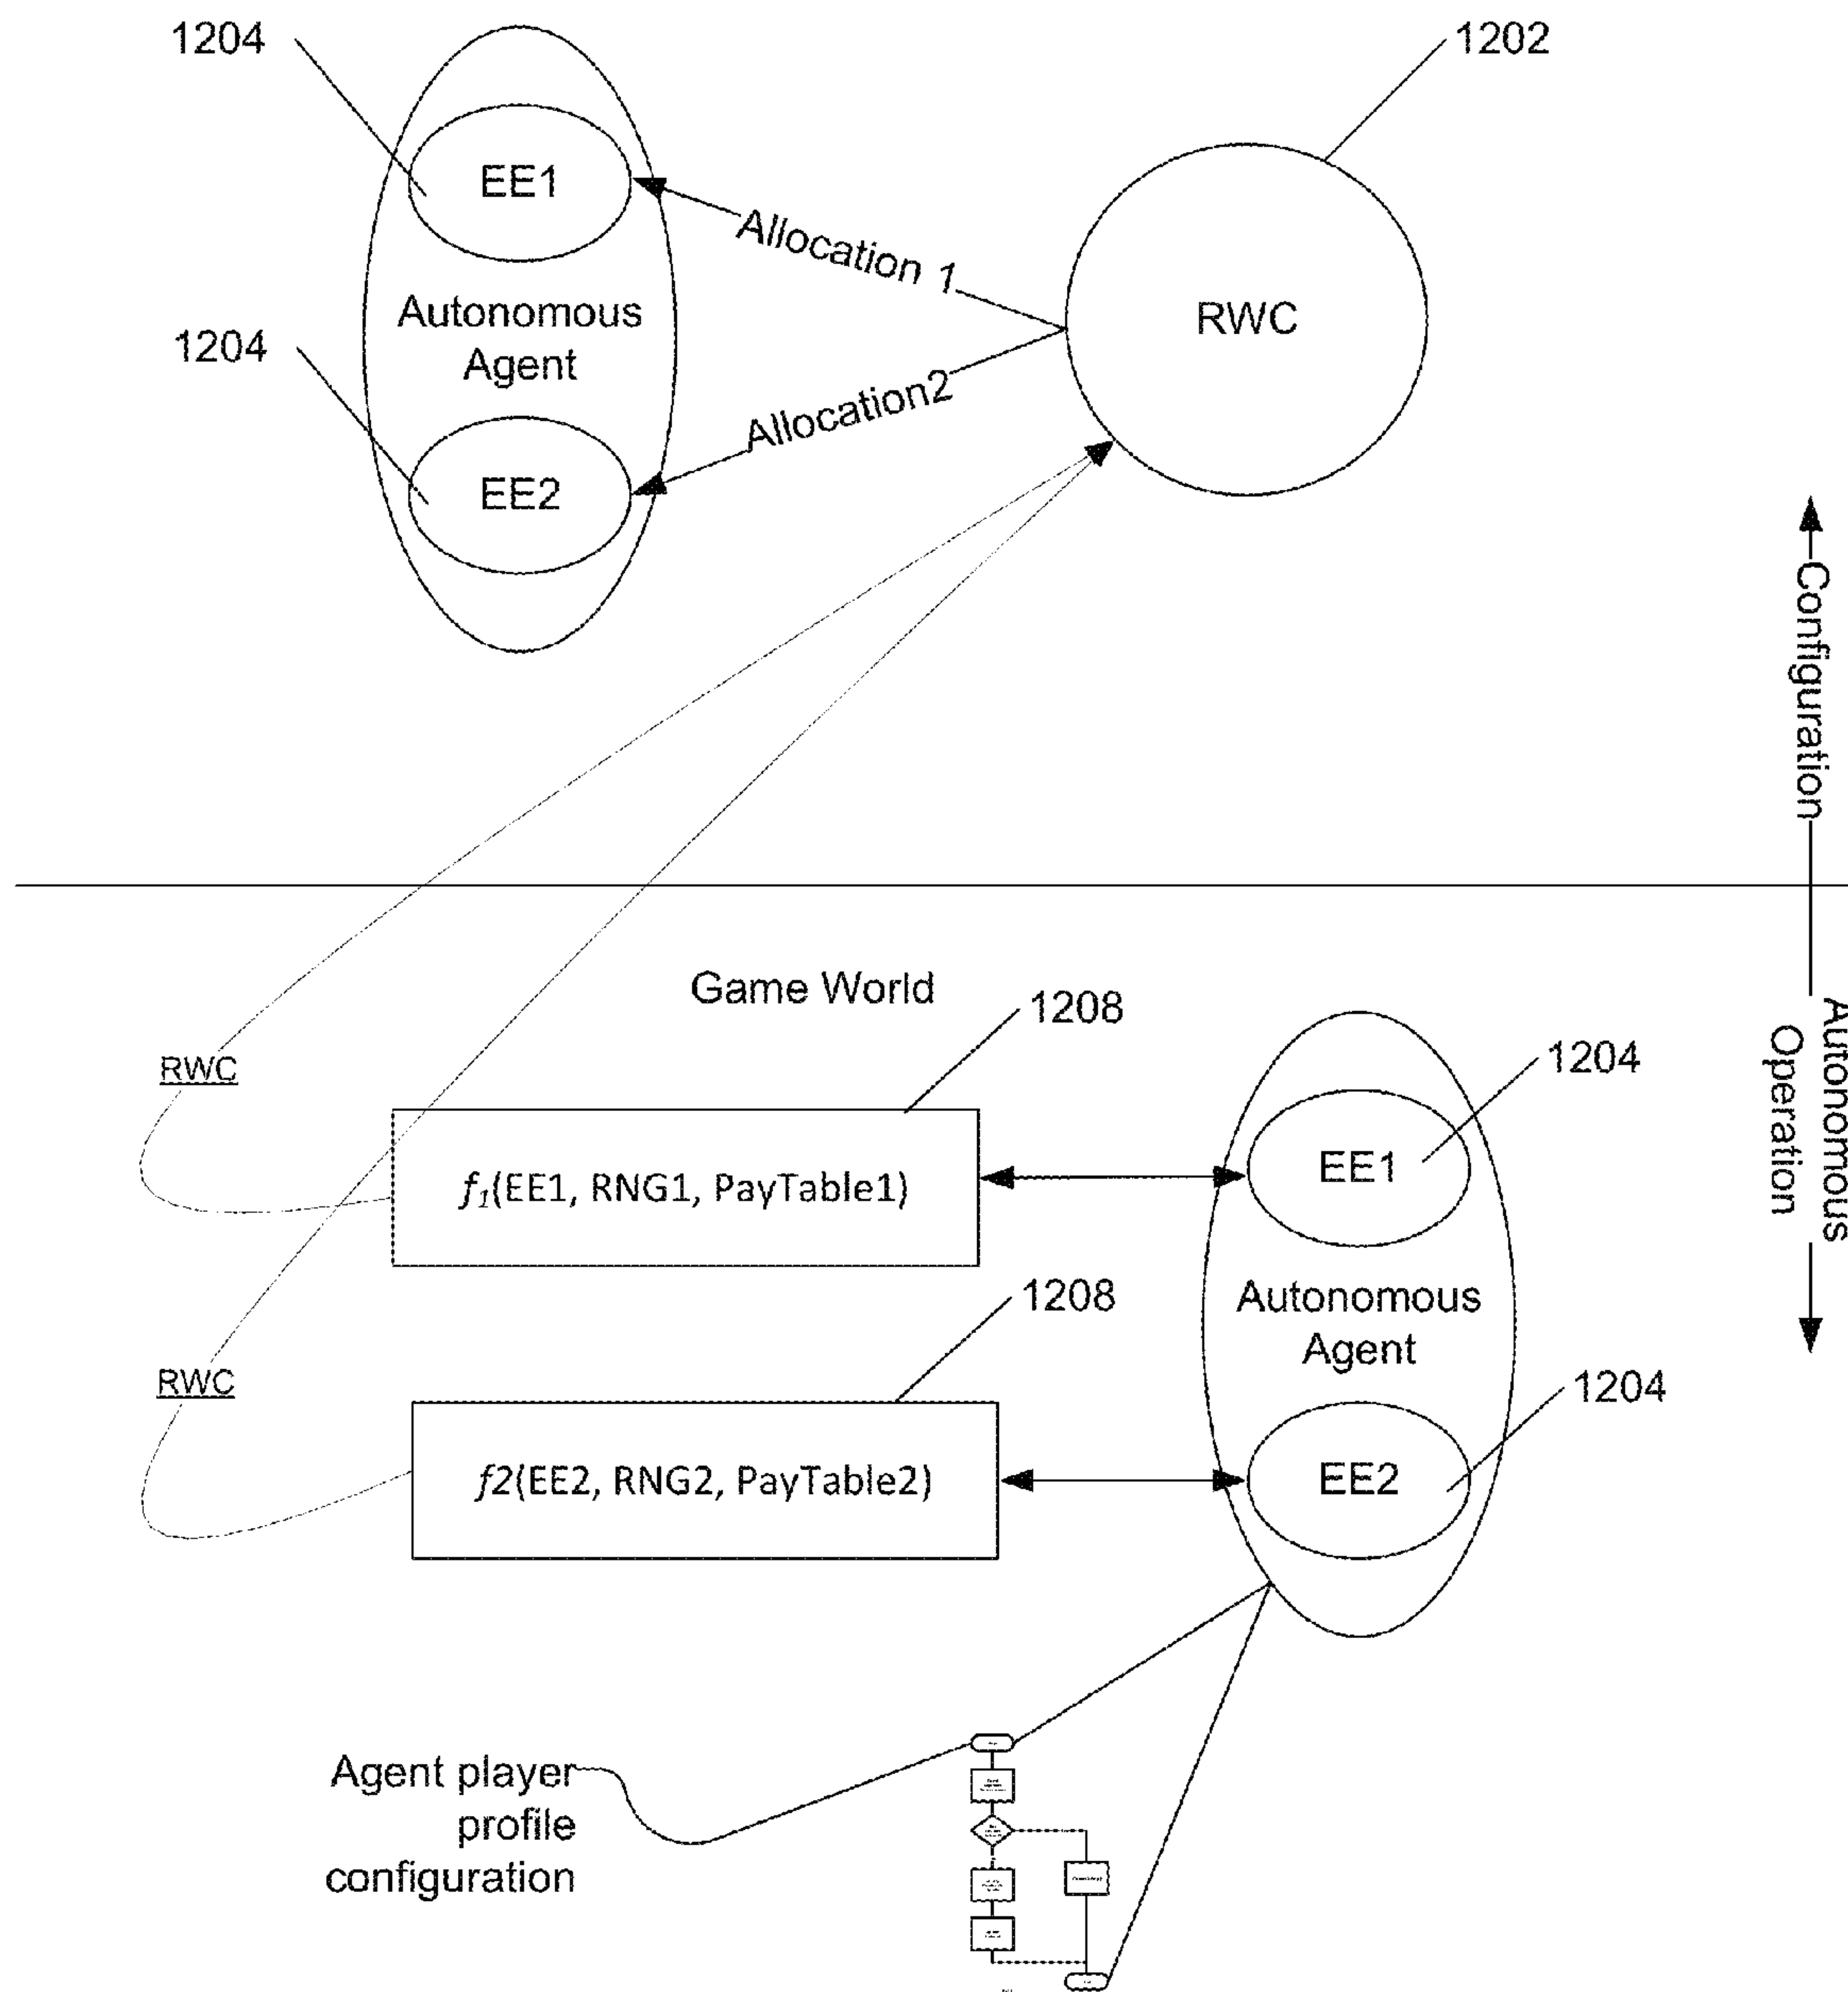 1204
1202
EE1
Allocation 1
Autonomous
Agent
RWC
1204
Allocation2
EE2
Configuration
Game World
1208
Autonomous
Operation
1204
RWC
EE1
f1(EE1, RNG1, PayTable1)
1208
Autonomous
Agent
RWC
1204
f2(EE2, RNG2, PayTable2)
EE2
Agent player
profile
configuration